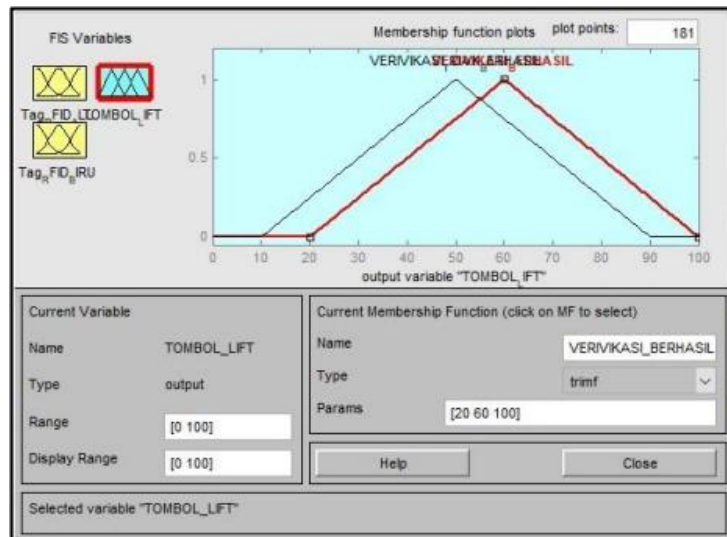 FIS Variables
Membership function plots plot points: 181
Tag_RFID_
TOMBOL_LIFT
Tag_RFID_BIRU
VERIVIKASI_BERHASIL
1
0.5
0
0 10 20 30 40 50 60 70 80 90 100
output variable "TOMBOL_LIFT"
Current Variable
Name TOMBOL_LIFT
Type output
Range [0 100]
Display Range [0 100]
Current Membership Function (click on MF to select)
Name VERIVIKASI_BERHASIL
Type trimf
Params [20 60 100]
Help Close
Selected variable "TOMBOL_LIFT"